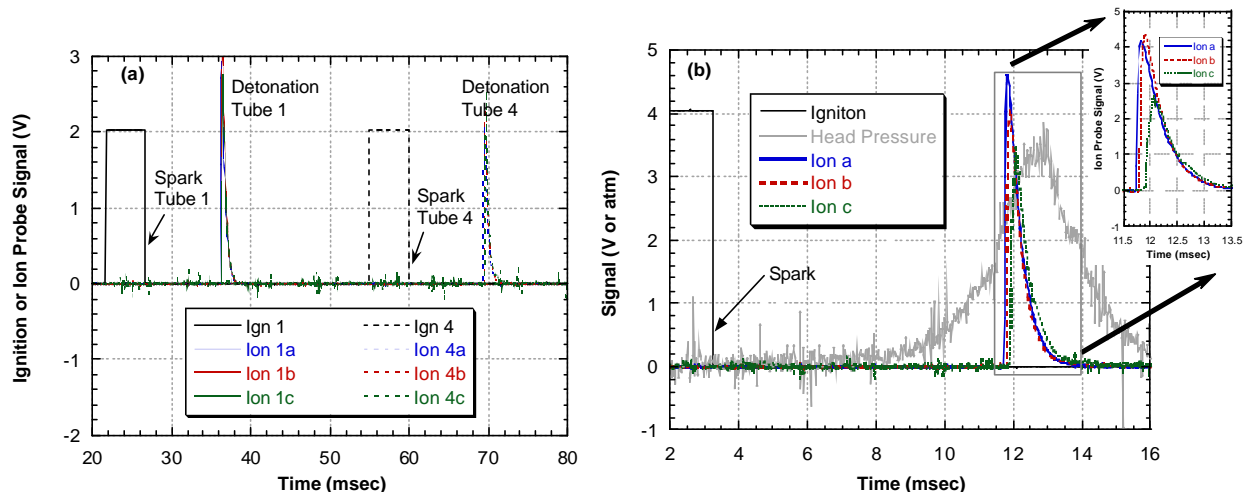 (a)
Ignition or Ion Probe Signal (V)
3
2
1
0
-1
-2
Detonation
Tube 1
Detonation
Tube 4
Spark
Tube 1
Spark
Tube 4
Ign 1
Ion 1a
Ion 1b
Ion 1c
Ign 4
Ion 4a
Ion 4b
Ion 4c
20 30 40 50 60 70 80
Time (msec)
(b)
Signal (V or atm)
5
4
3
2
1
0
-1
Igniton
Head Pressure
Ion a
Ion b
Ion c
Spark
2 4 6 8 10 12 14 16
Time (msec)
Ion Probe Signal (V)
5
4
3
2
1
0
-1
Ion a
Ion b
Ion c
11.5 12 12.5 13 13.5
Time (msec)